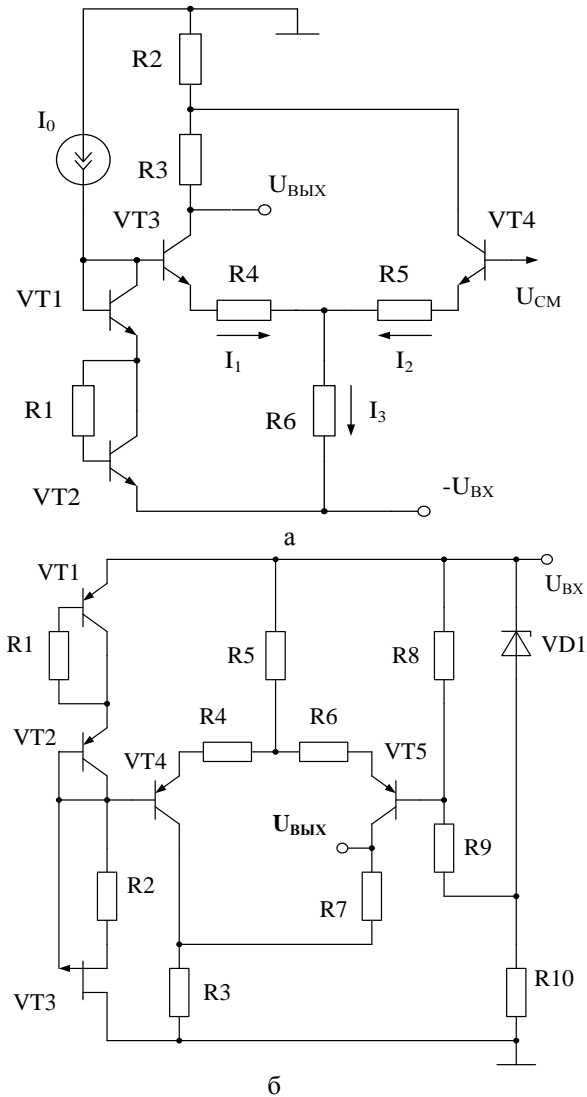 R2
I₀
R3
UВЫХ
VT3
VT4
R4
R5
VT1
UСМ
I₁
I₂
R1
R6
I₃
VT2
-UВХ
а
VT1
UВХ
R1
R5
R8
VD1
R4
R6
VT2
VT4
VT5
UВЫХ
R9
R2
R7
VT3
R3
R10
б